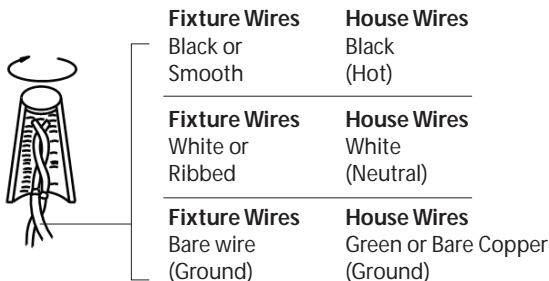 Fixture Wires House Wires
Black or Black
Smooth (Hot)
Fixture Wires House Wires
White or White
Ribbed (Neutral)
Fixture Wires House Wires
Bare wire Green or Bare Copper
(Ground) (Ground)